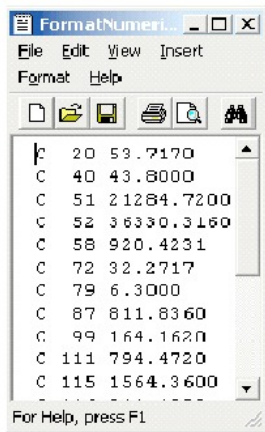 FormatNumeri...
File Edit View Insert
Format Help
C 20 53.7170
C 40 43.8000
C 51 21284.7200
C 52 36330.3160
C 58 920.4231
C 72 32.2717
C 79 6.3000
C 87 811.8360
C 99 164.1620
C 111 794.4720
C 115 1564.3600
For Help, press F1